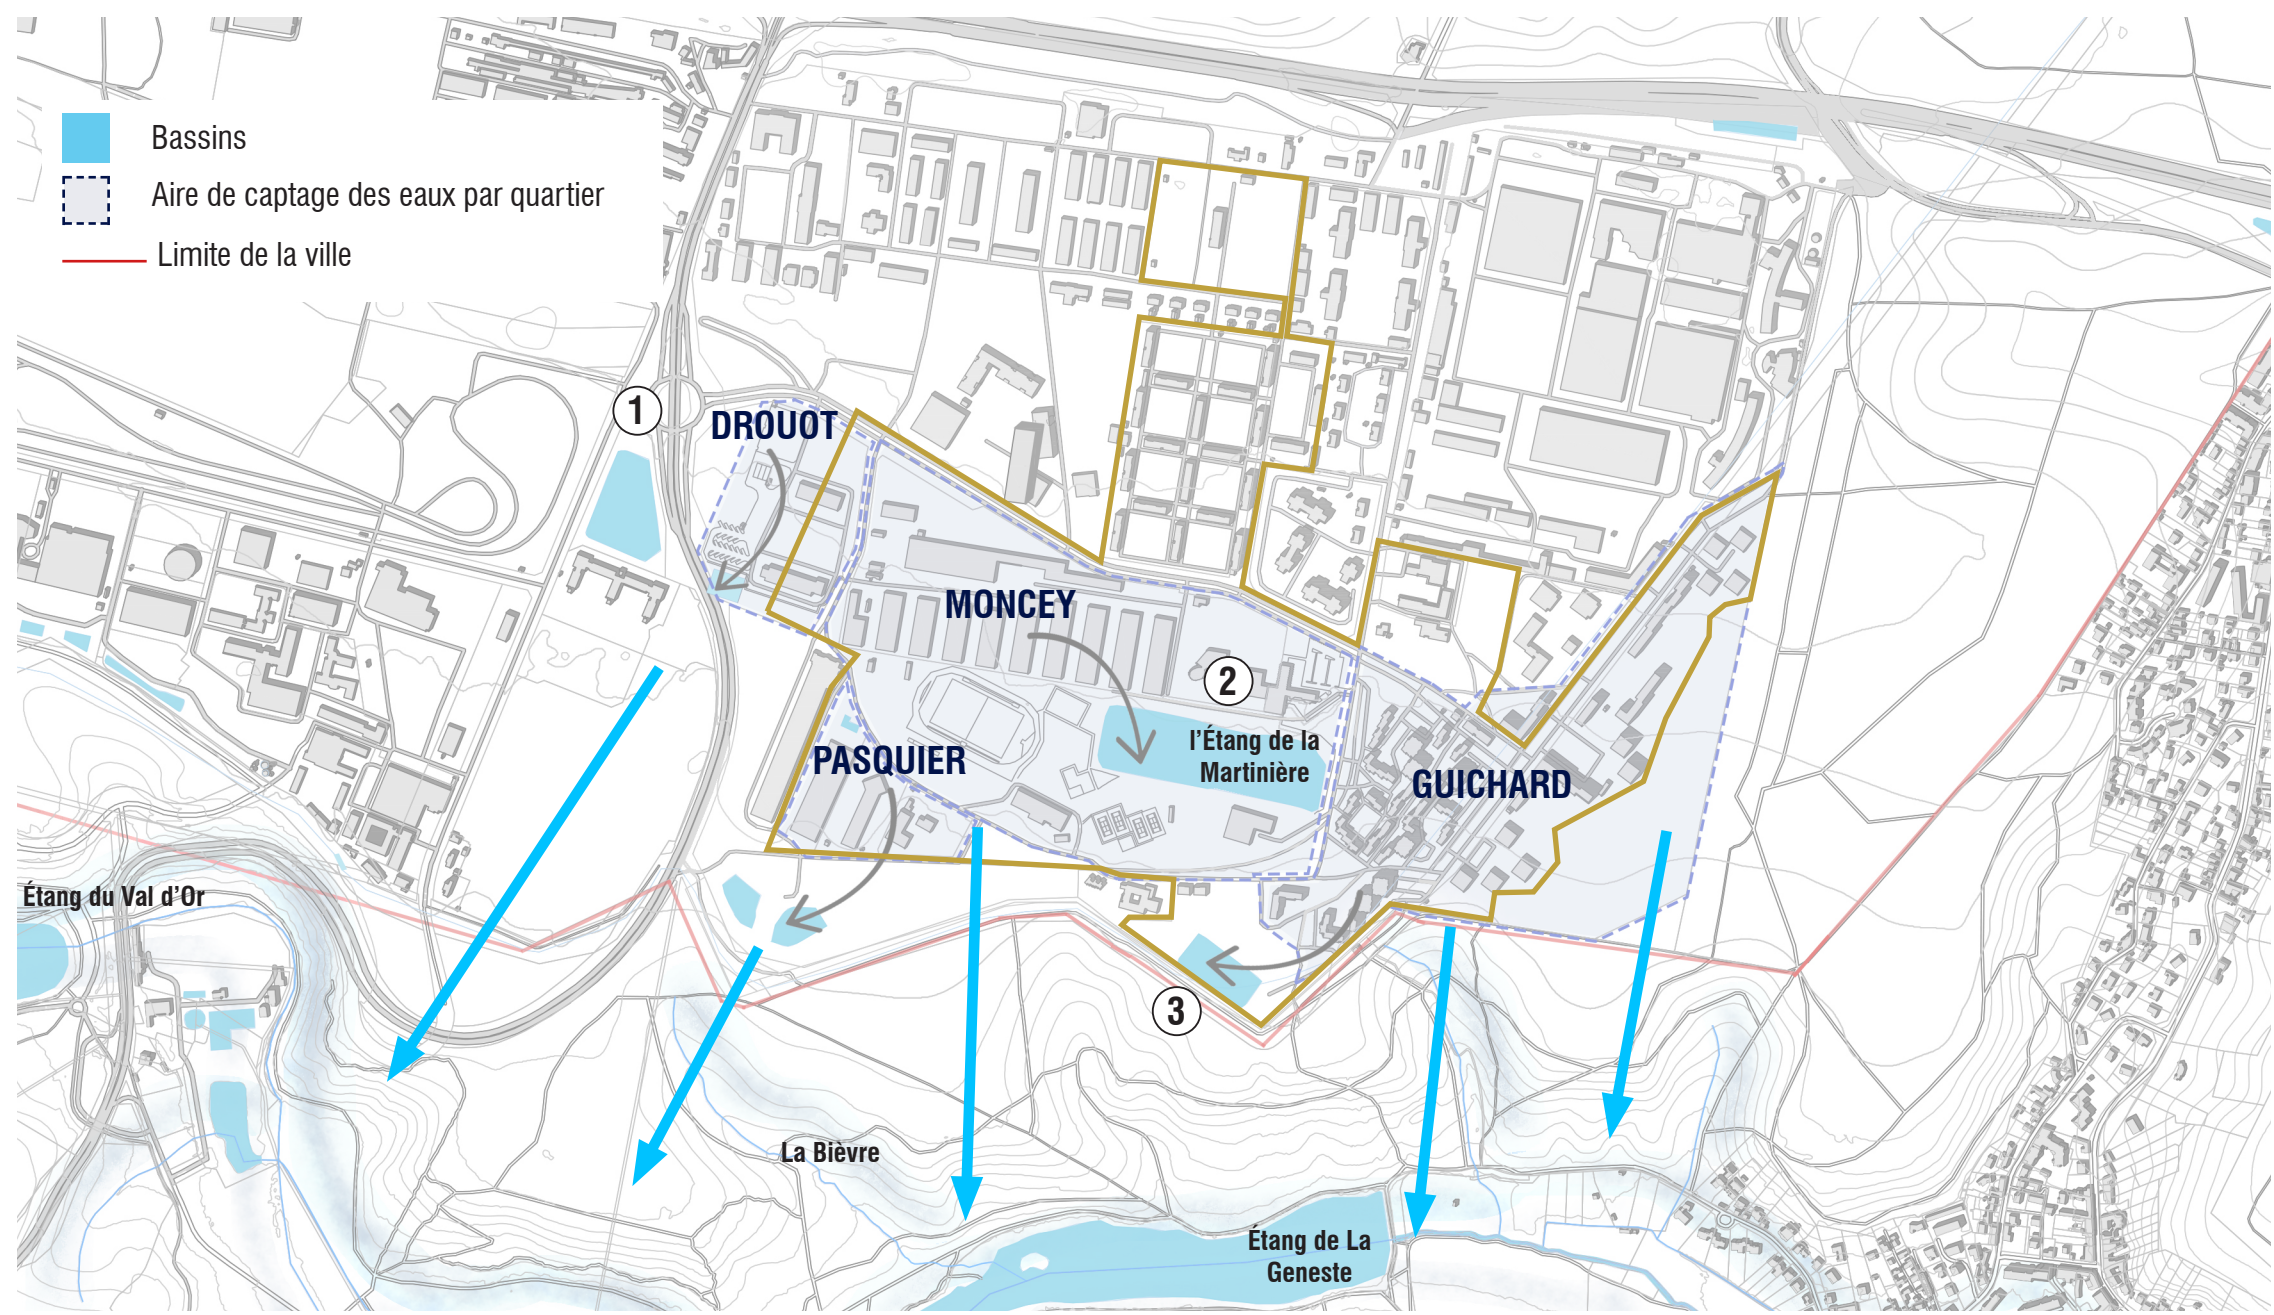 Bassins
Aire de captage des eaux par quartier
Limite de la ville
1
DROUOT
MONCEY
2
l’Étang de la
Martinière
PASQUIER
GUICHARD
Étang du Val d’Or
3
La Bièvre
Étang de La
Geneste